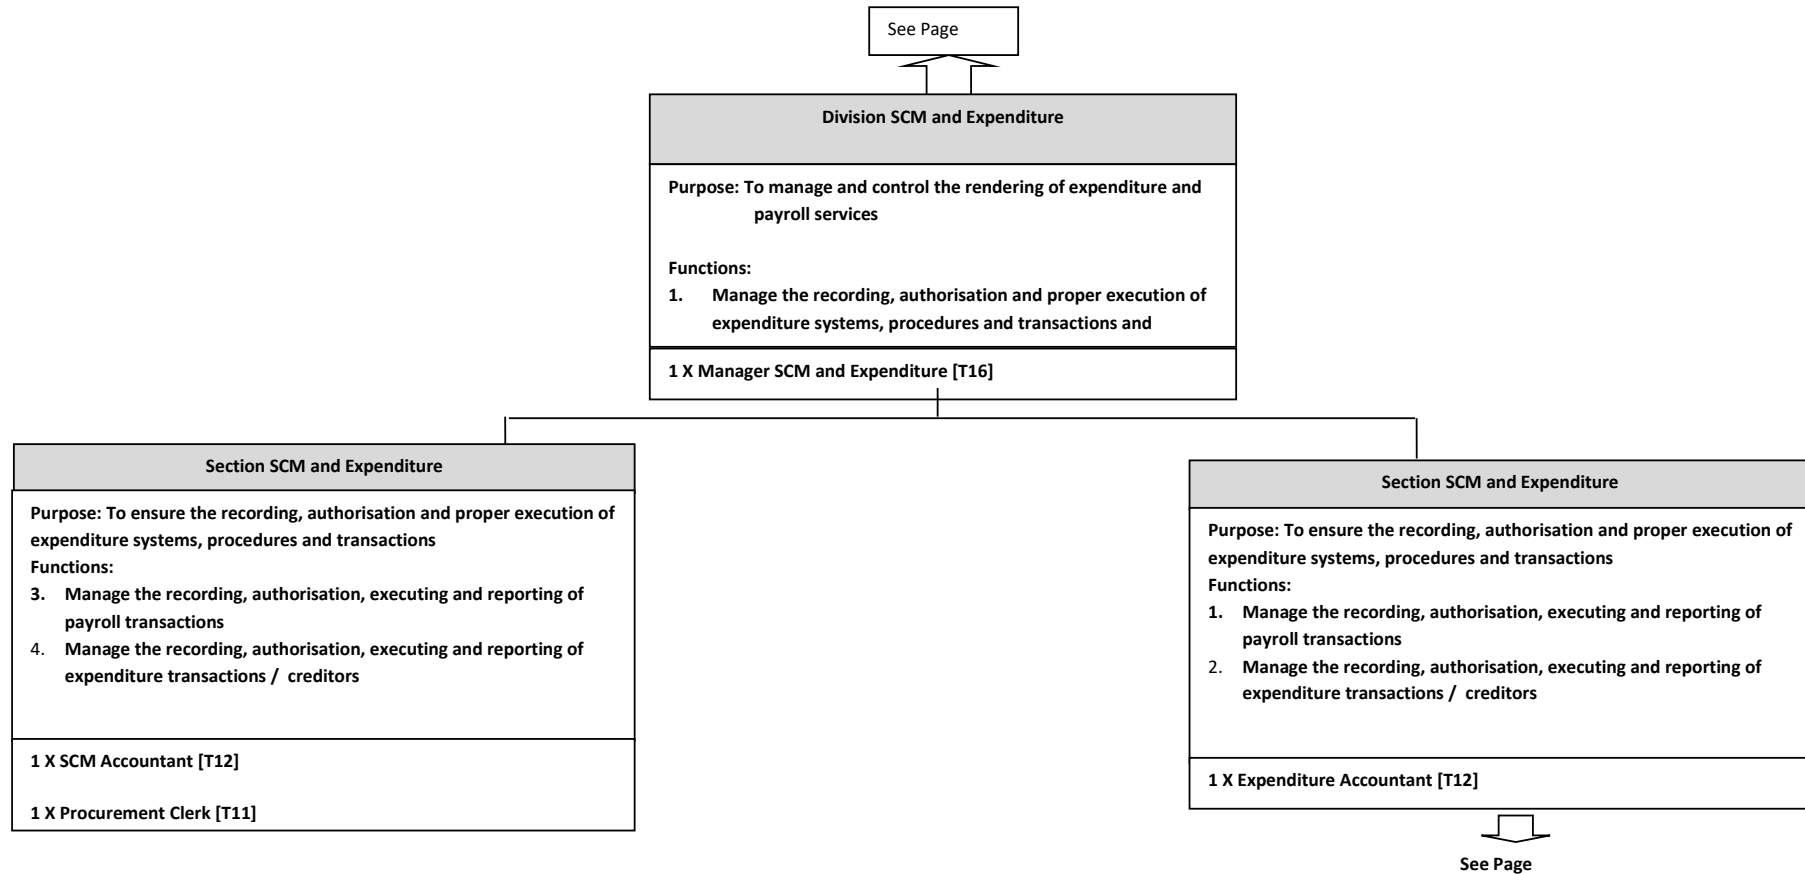 See Page
Division SCM and Expenditure
Purpose: To manage and control the rendering of expenditure and
payroll services
Functions:
1. Manage the recording, authorisation and proper execution of
expenditure systems, procedures and transactions and
1 X Manager SCM and Expenditure [T16]
Section SCM and Expenditure
Purpose: To ensure the recording, authorisation and proper execution of
expenditure systems, procedures and transactions
Functions:
3. Manage the recording, authorisation, executing and reporting of
payroll transactions
4. Manage the recording, authorisation, executing and reporting of
expenditure transactions / creditors
1 X SCM Accountant [T12]
1 X Procurement Clerk [T11]
Section SCM and Expenditure
Purpose: To ensure the recording, authorisation and proper execution of
expenditure systems, procedures and transactions
Functions:
1. Manage the recording, authorisation, executing and reporting of
payroll transactions
2. Manage the recording, authorisation, executing and reporting of
expenditure transactions / creditors
1 X Expenditure Accountant [T12]
See Page